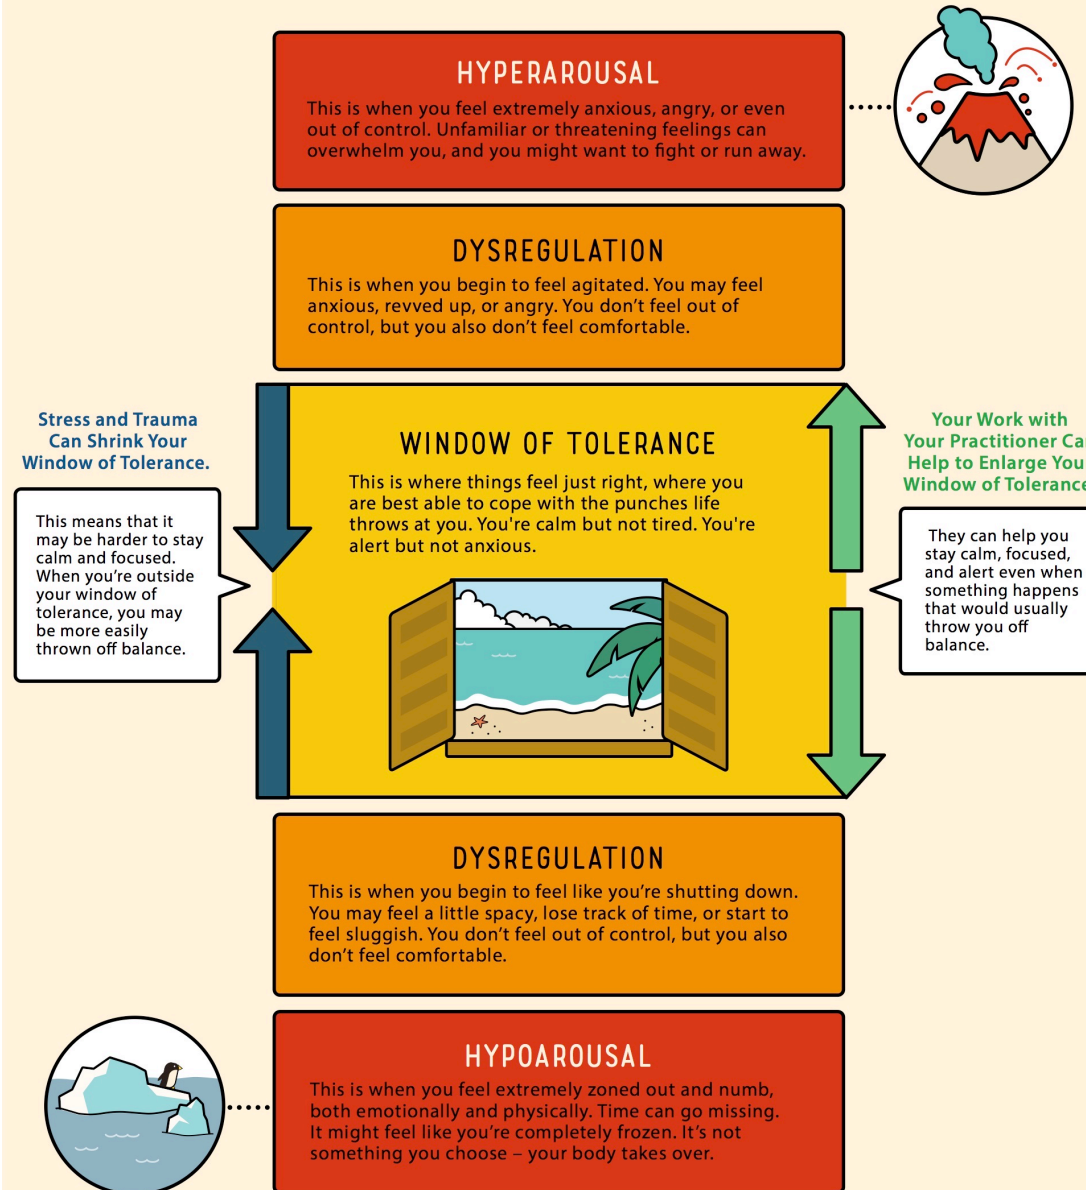 HYPERAROUSAL
This is when you feel extremely anxious, angry, or even
out of control. Unfamiliar or threatening feelings can
overwhelm you, and you might want to fight or run away.
DYSREGULATION
This is when you begin to feel agitated. You may feel
anxious, revved up, or angry. You don’t feel out of
control, but you also don’t feel comfortable.
Stress and Trauma
Can Shrink Your
Window of Tolerance.
This means that it
may be harder to stay
calm and focused.
When you’re outside
your window of
tolerance, you may
be more easily
thrown off balance.
WINDOW OF TOLERANCE
This is where things feel just right, where you
are best able to cope with the punches life
throws at you. You're calm but not tired. You're
alert but not anxious.
Your Work with
Your Practitioner Ca
Help to Enlarge You
Window of Tolerance
They can help you
stay calm, focused,
and alert even when
something happens
that would usually
throw you off
balance.
DYSREGULATION
This is when you begin to feel like you’re shutting down.
You may feel a little spacy, lose track of time, or start to
feel sluggish. You don’t feel out of control, but you also
don’t feel comfortable.
HYPOAROUSAL
This is when you feel extremely zoned out and numb,
both emotionally and physically. Time can go missing.
It might feel like you’re completely frozen. It’s not
something you choose – your body takes over.